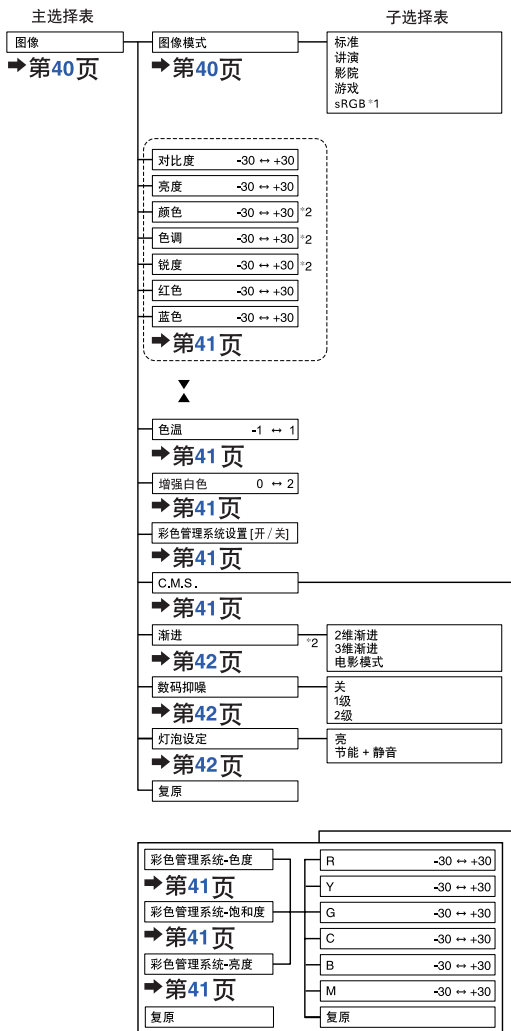 主选择表
子选择表
图像
➡第40页
图像模式
➡第40页
标准
讲演
影院
游戏
sRGB *1
对比度 -30 ↔ +30
亮度 -30 ↔ +30
颜色 -30 ↔ +30 *2
色调 -30 ↔ +30 *2
锐度 -30 ↔ +30 *2
红色 -30 ↔ +30
蓝色 -30 ↔ +30
➡第41页
色温 -1 ↔ 1
➡第41页
增强白色 0 ↔ 2
➡第41页
彩色管理系统设置 [开 / 关]
➡第41页
C.M.S.
➡第41页
渐进 *2
➡第42页
2维渐进
3维渐进
电影模式
数码抑噪
➡第42页
关
1级
2级
灯泡设定
➡第42页
亮
节能 + 静音
复原
彩色管理系统-色度
➡第41页
彩色管理系统-饱和度
➡第41页
彩色管理系统-亮度
➡第41页
复原
R -30 ↔ +30
Y -30 ↔ +30
G -30 ↔ +30
C -30 ↔ +30
B -30 ↔ +30
M -30 ↔ +30
复原